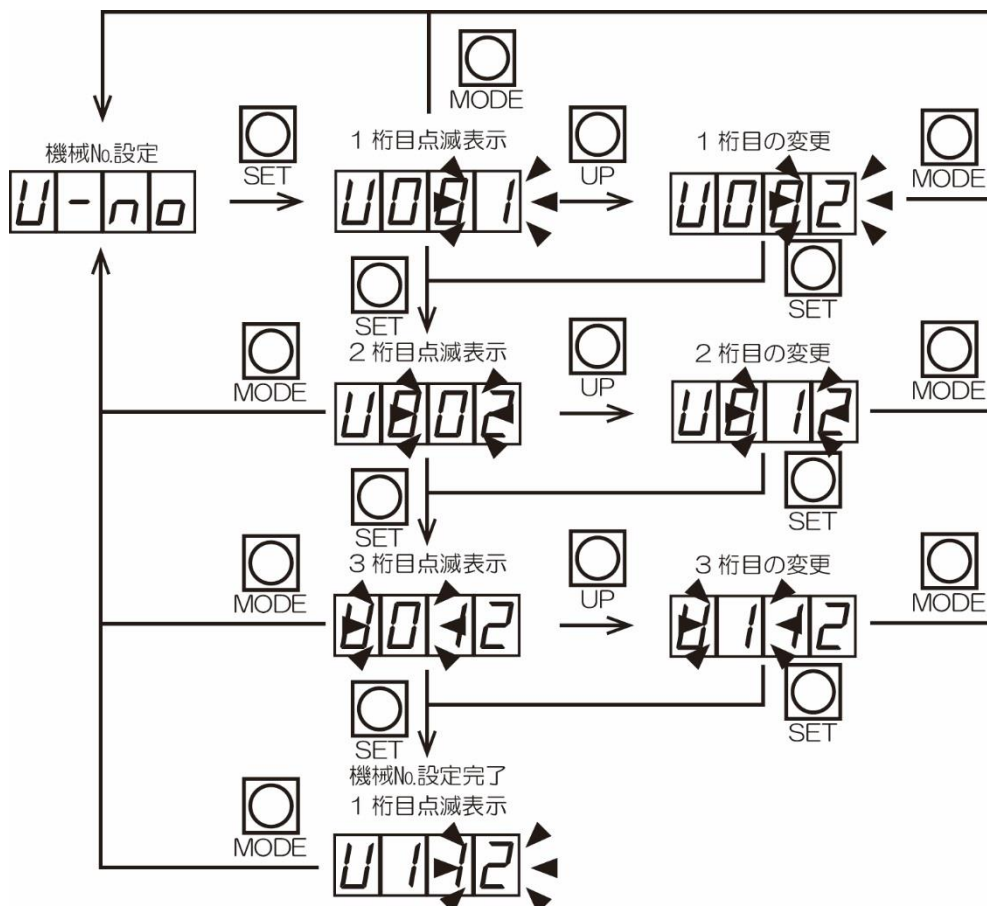 MODE
機械No.設定
SET
1桁目点滅表示
UP
1桁目の変更
MODE
U-no
U001
U002
SET
SET
MODE
2桁目点滅表示
UP
2桁目の変更
MODE
U002
U012
SET
SET
MODE
3桁目点滅表示
UP
3桁目の変更
MODE
U012
U112
SET
SET
機械No.設定完了
MODE
1桁目点滅表示
U112